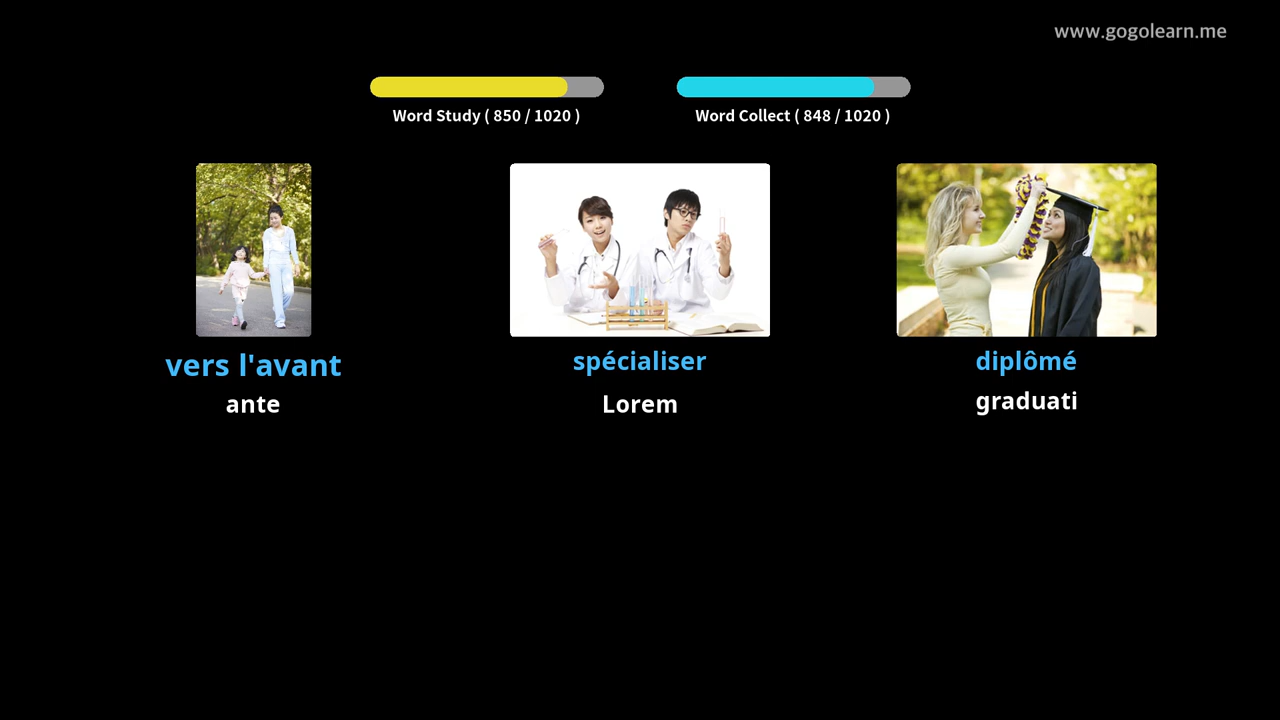 www.gogolearn.me
Word Study ( 850 / 1020 )
Word Collect ( 848 / 1020 )
vers l'avant
ante
spécialiser
Lorem
diplômé
graduati